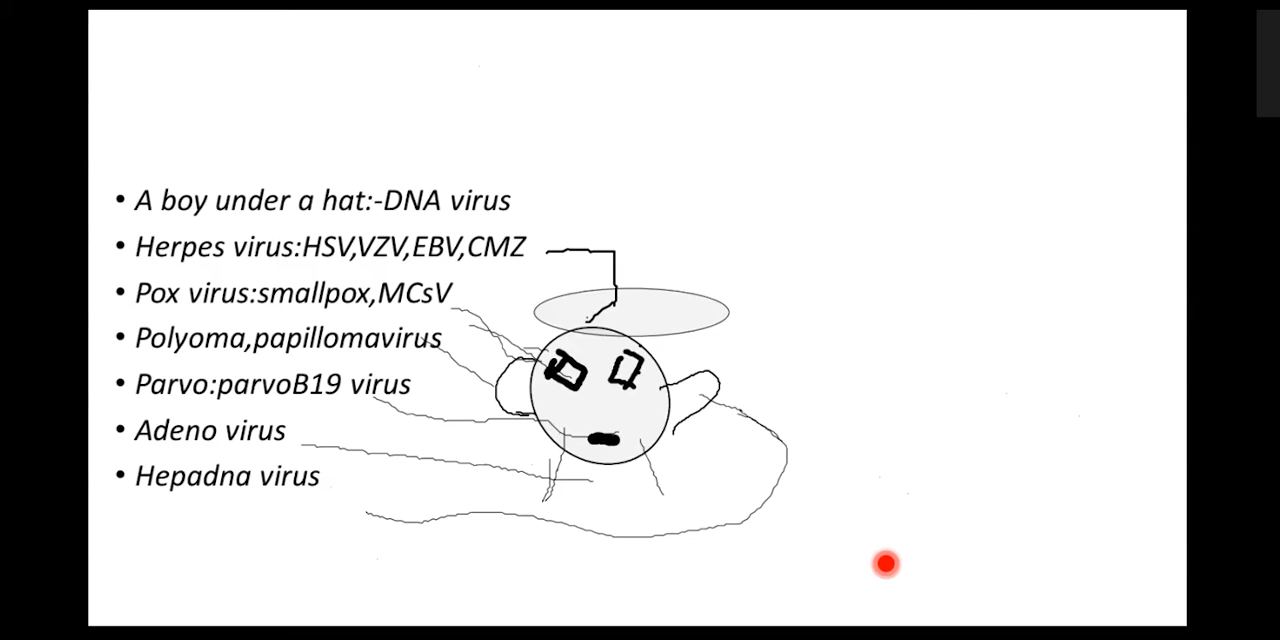 • A boy under a hat:-DNA virus
• Herpes virus:HSV,VZV,EBV,CMZ
• Pox virus:smallpox,MCsV
• Polyoma,papillomavirus
• Parvo:parvoB19 virus
• Adeno virus
• Hepadna virus